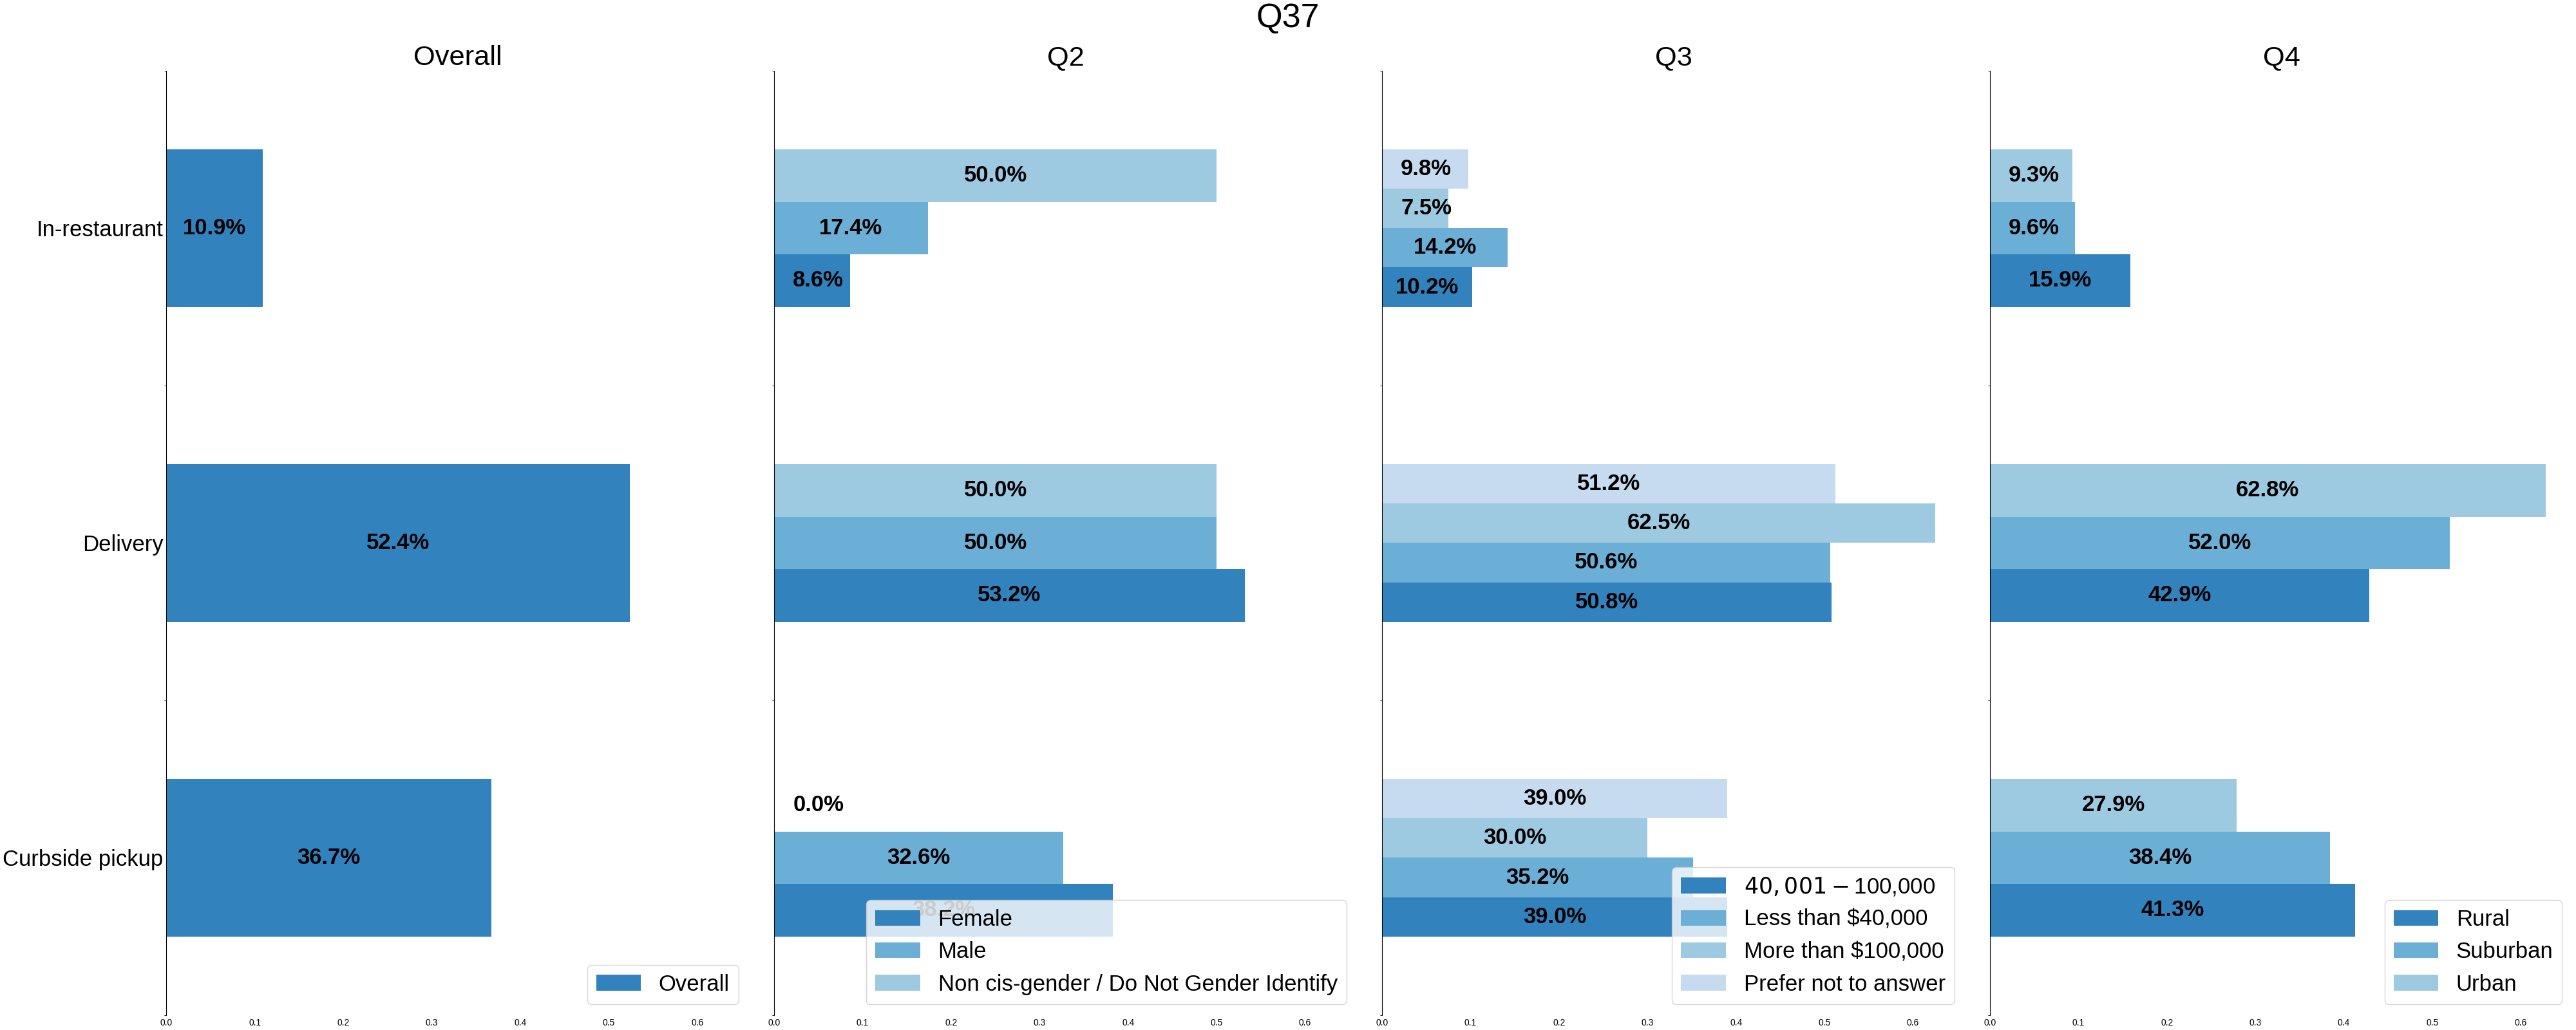 Q37
Overall
In-restaurant
10.9%
Delivery
52.4%
Curbside pickup
36.7%
Overall
0.0 0.1 0.2 0.3 0.4 0.5 0.6
Q2
50.0%
17.4%
8.6%
50.0%
50.0%
53.2%
0.0%
32.6%
38.2%
Female
Male
Non cis-gender / Do Not Gender Identify
0.0 0.1 0.2 0.3 0.4 0.5 0.6
Q3
9.8%
7.5%
14.2%
10.2%
51.2%
62.5%
50.6%
50.8%
39.0%
30.0%
35.2%
39.0%
40,001-100,000
Less than $40,000
More than $100,000
Prefer not to answer
0.0 0.1 0.2 0.3 0.4 0.5 0.6
Q4
9.3%
9.6%
15.9%
62.8%
52.0%
42.9%
27.9%
38.4%
41.3%
Rural
Suburban
Urban
0.0 0.1 0.2 0.3 0.4 0.5 0.6